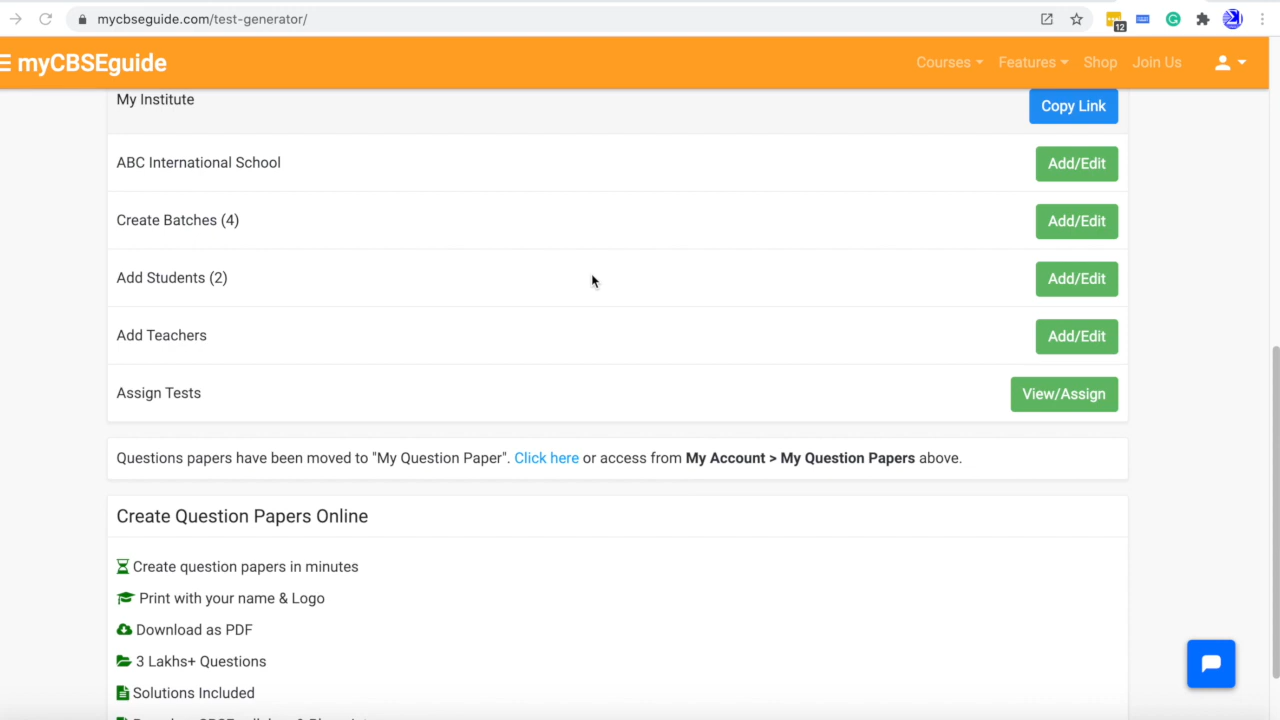 mycbseguide.com/test-generator/
12
myCBSEguide
Courses Features Shop Join Us
My Institute
Copy Link
ABC International School
Add/Edit
Create Batches (4)
Add/Edit
Add Students (2)
Add/Edit
Add Teachers
Add/Edit
Assign Tests
View/Assign
Questions papers have been moved to "My Question Paper". Click here or access from My Account > My Question Papers above.
Create Question Papers Online
Create question papers in minutes
Print with your name & Logo
Download as PDF
3 Lakhs+ Questions
Solutions Included